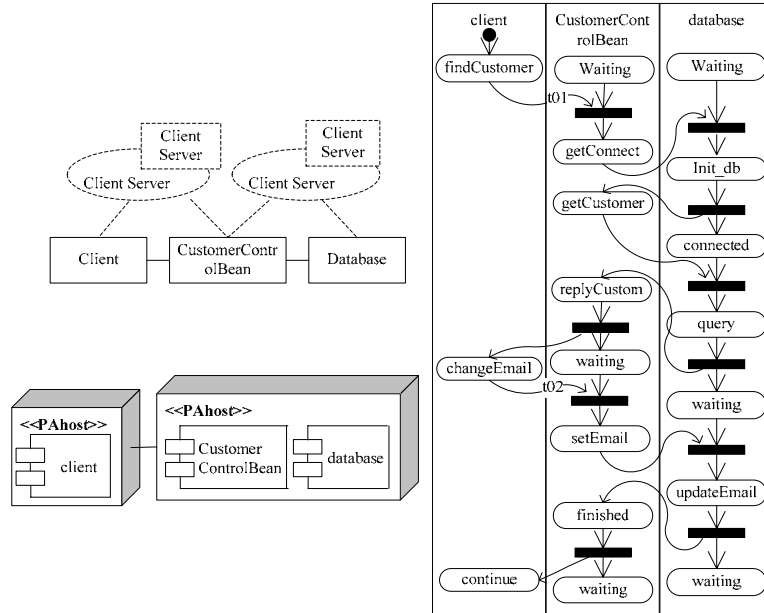 Client
Server
Client Server
Client
Server
Client Server
Client
CustomerContr
olBean
Database
<<PAhost>>
client
<<PAhost>>
Customer
ControlBean
database
client
CustomerContr
olBean
database
findCustomer
Waiting
Waiting
t01
getConnect
Init_db
getCustomer
connected
replyCustom
query
waiting
changeEmail
t02
waiting
setEmail
updateEmail
finished
continue
waiting
waiting